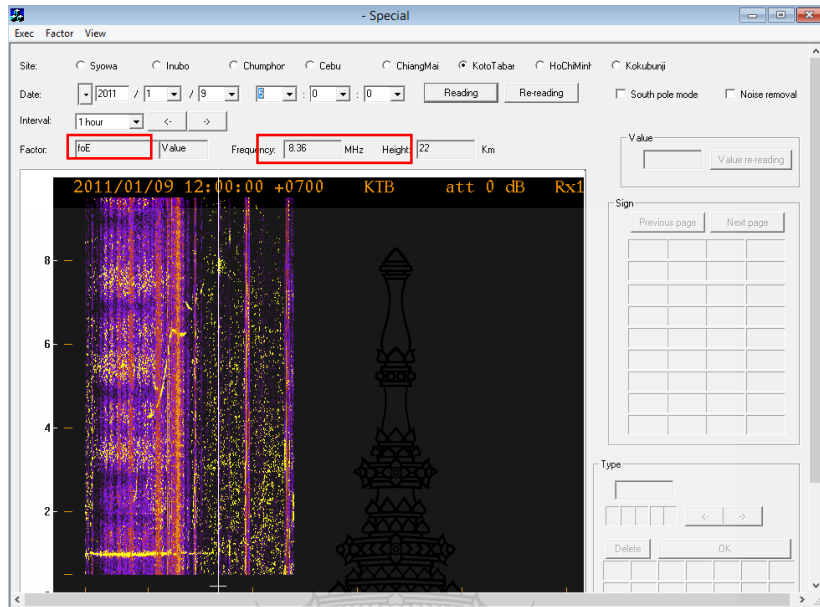 - Special
Exec Factor View
Site: Syowa Inubo Chumphor Cebu ChiangMai KotoTabar HoChiMinh Kokubunji
Date: 2011 / 1 / 9 5 : 0 : 0 Reading Re-reading South pole mode Noise removal
Interval: 1 hour <- ->
Factor: foE Value Frequency: 8.36 MHz Height: 22 Km
Value
Value re-reading
2011/01/09 12:00:00 +0700 KTB att 0 dB Rx1
Sign
Previous page Next page
8
6
4
2
Type
<- ->
Delete OK